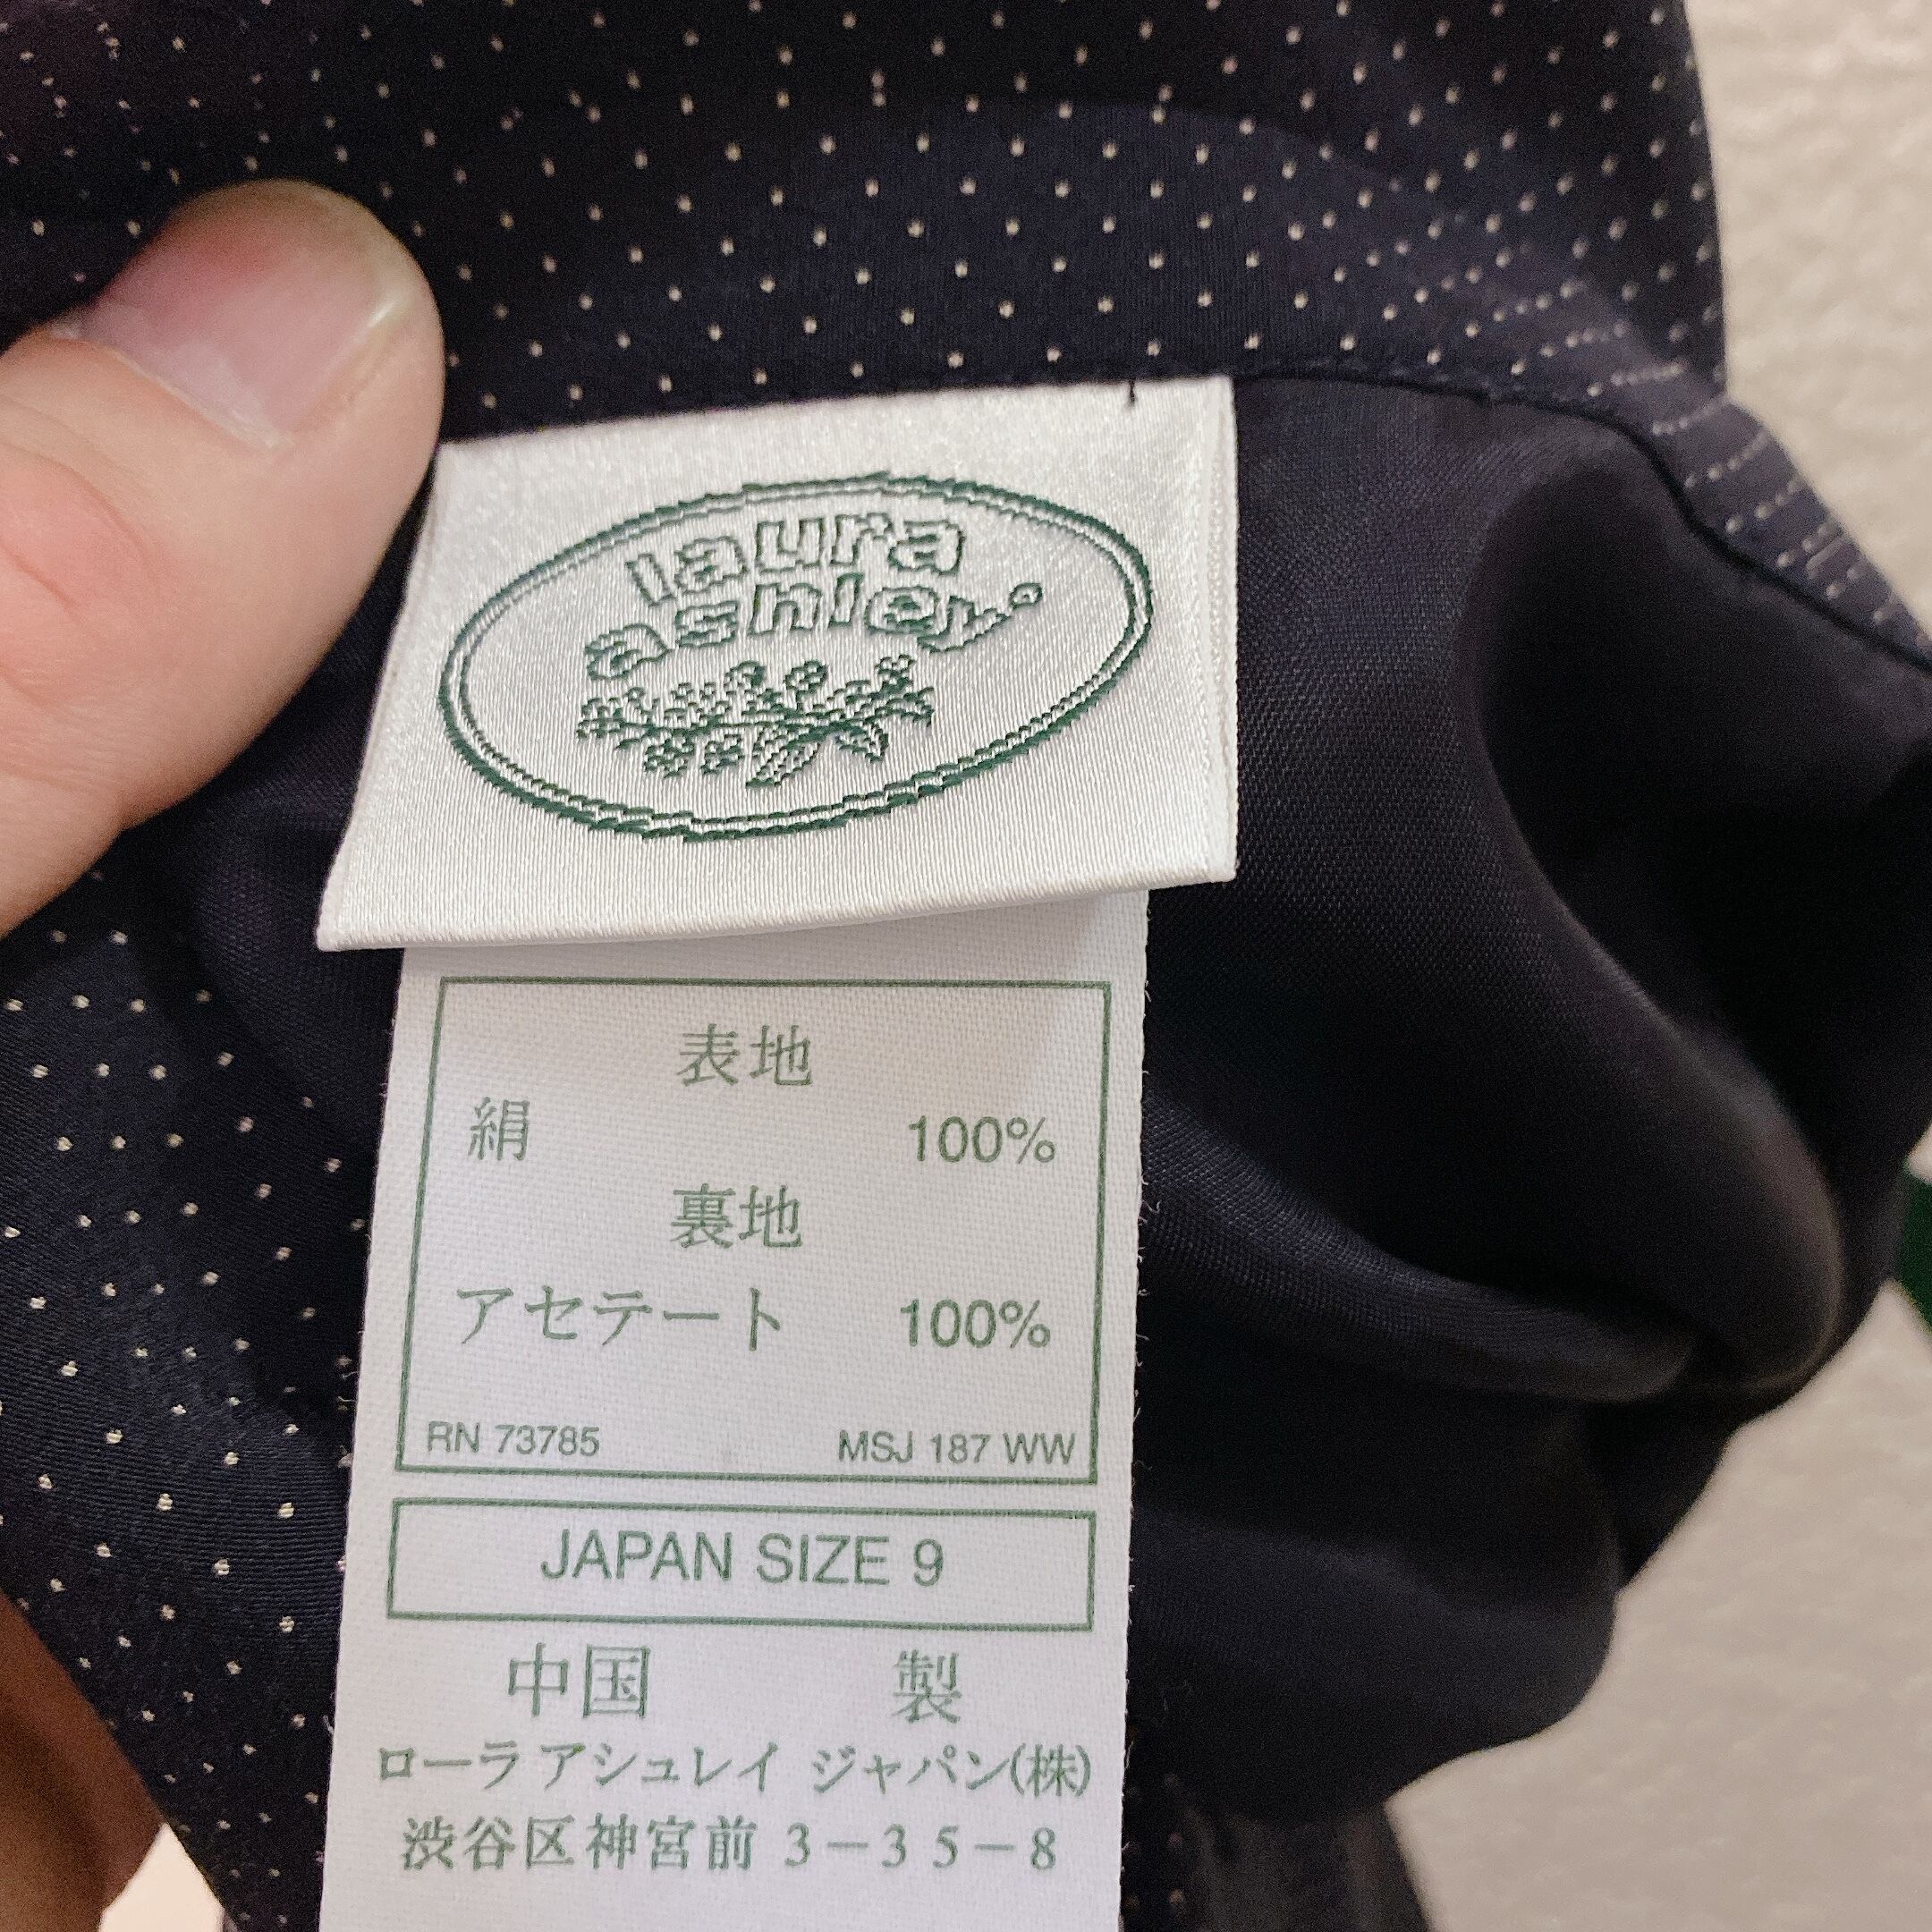 laura
ashley
表地
絹 100%
裏地
アセテート 100%
RN 73785 MSJ 187 WW
JAPAN SIZE 9
中国 製
ローラ アシュレイ ジャパン(株)
渋谷区神宮前 3－35－8